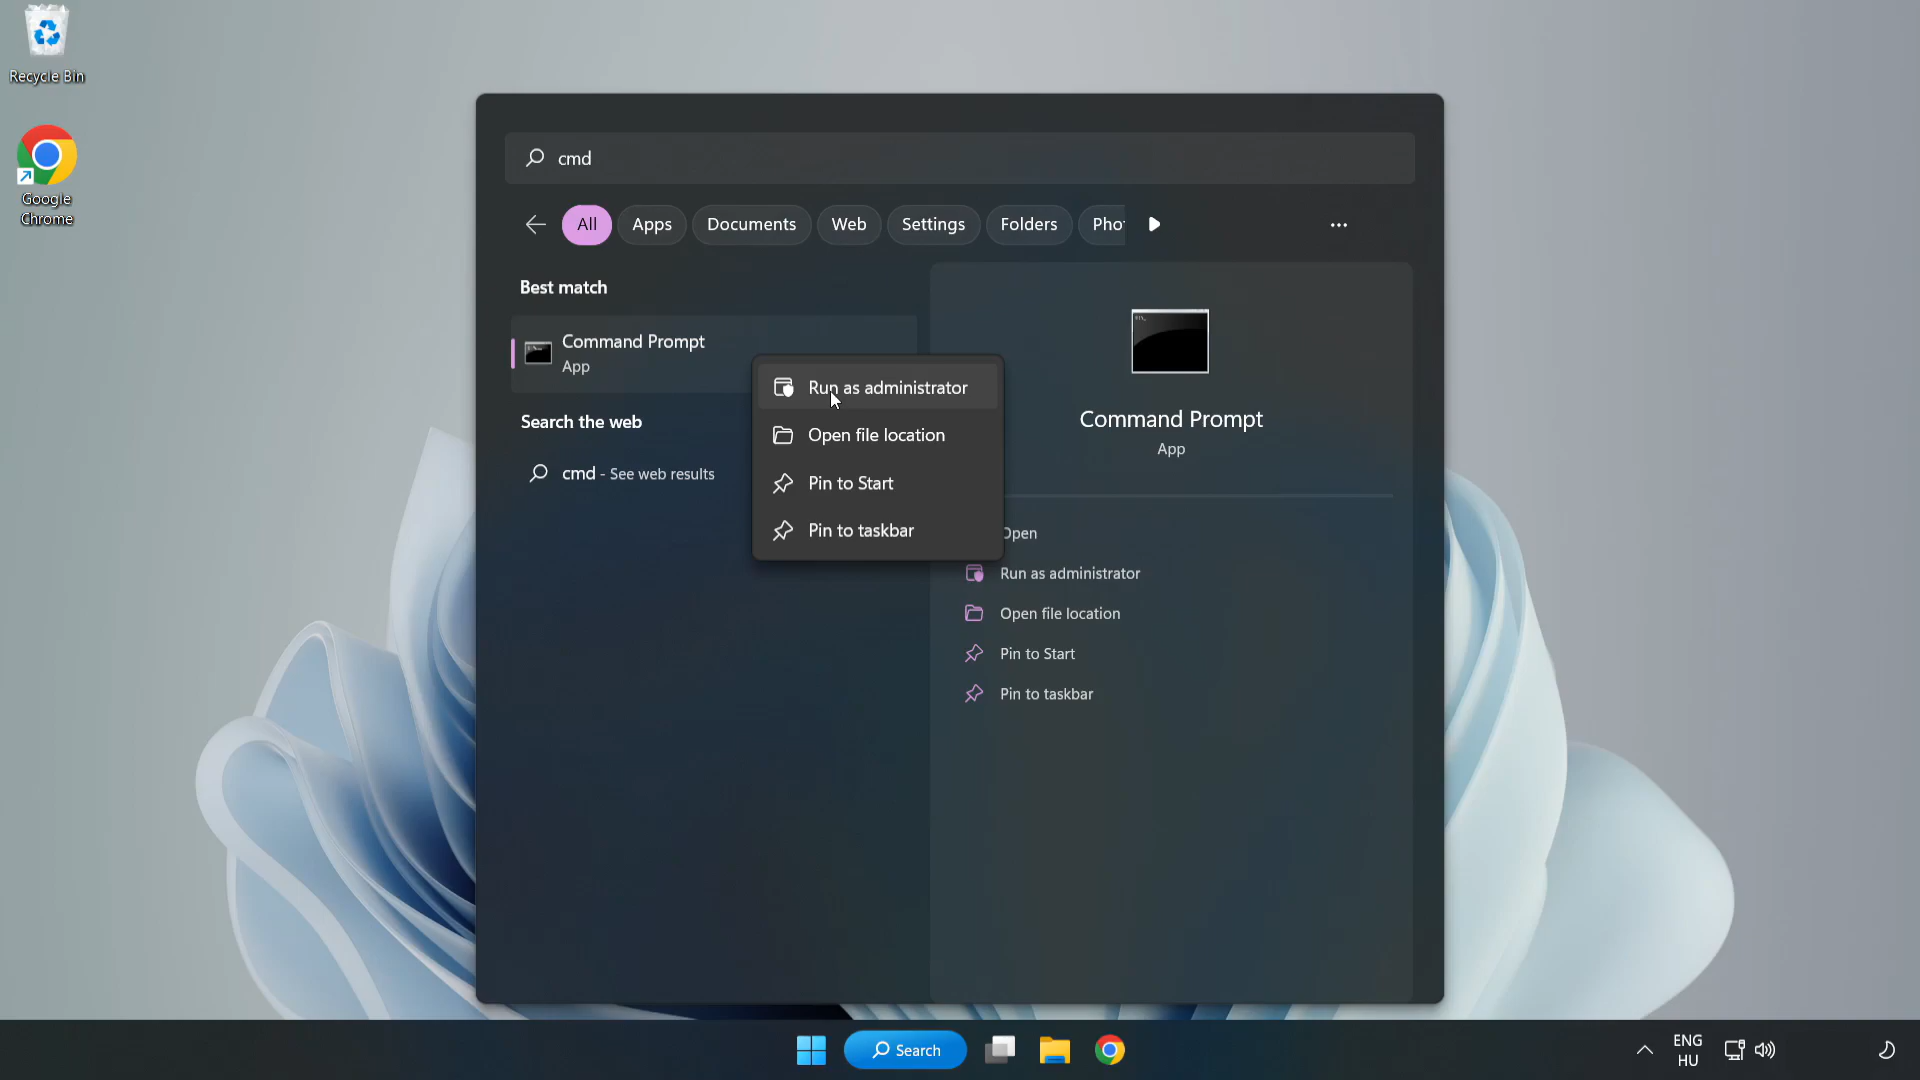 Recycle Bin
Google
Chrome
cmd
All
Apps
Documents
Web
Settings
Folders
Pho
Best match
Command Prompt
App
Search the web
cmd - See web results
Run as administrator
Open file location
Pin to Start
Pin to taskbar
Command Prompt
App
Open
Run as administrator
Open file location
Pin to Start
Pin to taskbar
Search
ENG
HU